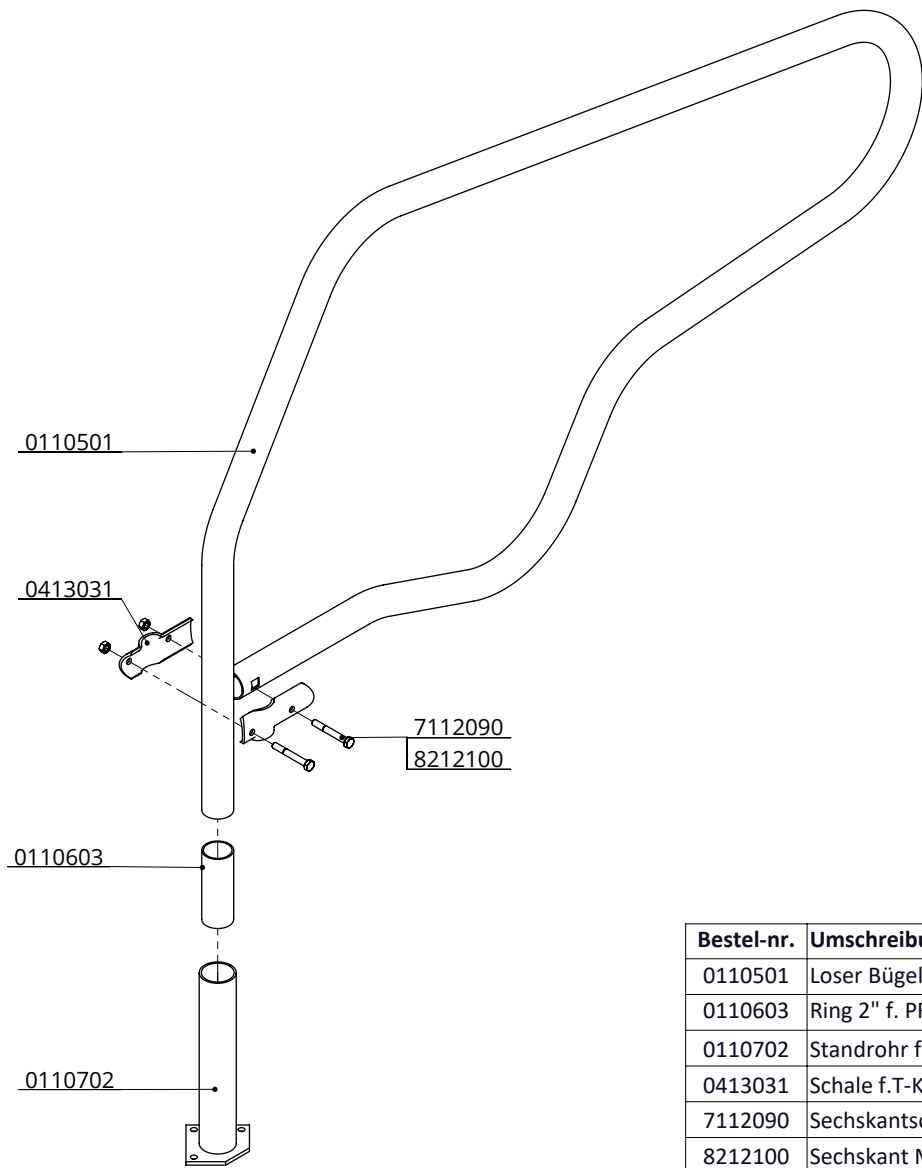 0110501
0413031
7112090
8212100
0110603
0110702
Bestel-nr.
0110501 Loser Bügel
0110603 Ring 2" f.
0110702 Standrohr
0413031 Schale
7112090
8212100 Sechskant